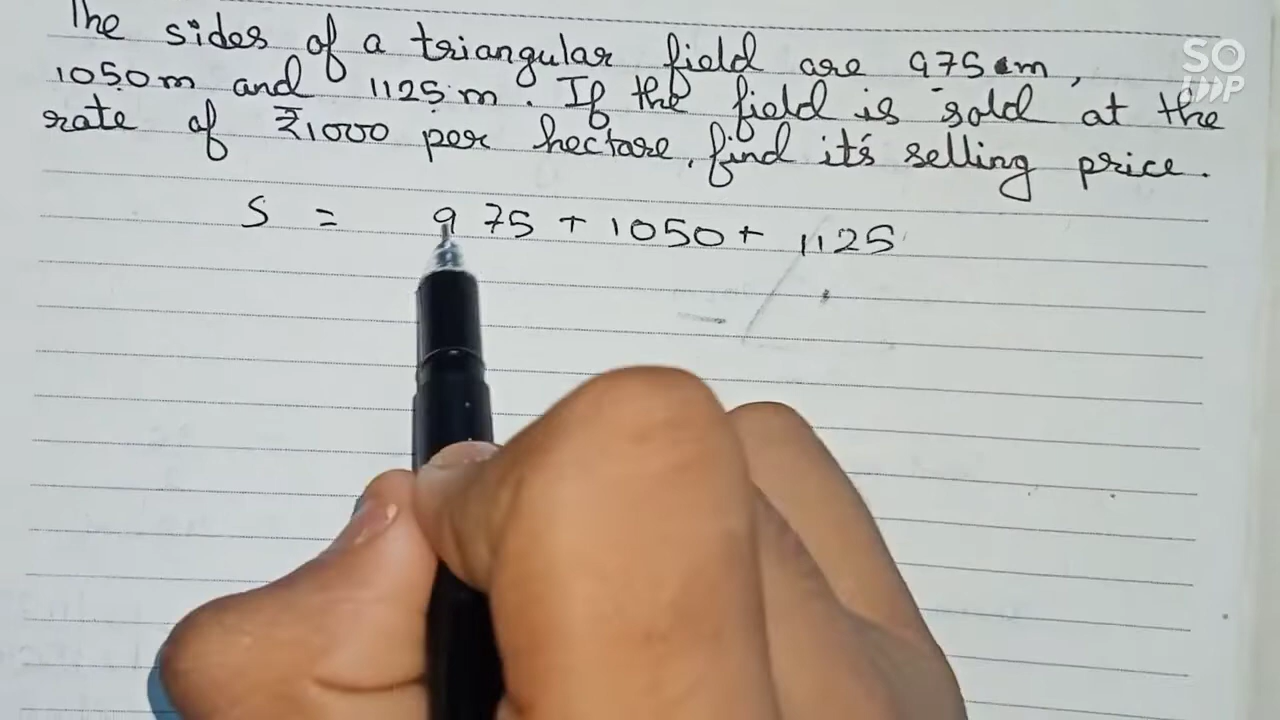 The sides of a triangular field are 975 m,
1050 m and 1125 m. If the field is sold at the
rate of ₹1000 per hectare, find it's selling price.
S = 975 + 1050 + 1125